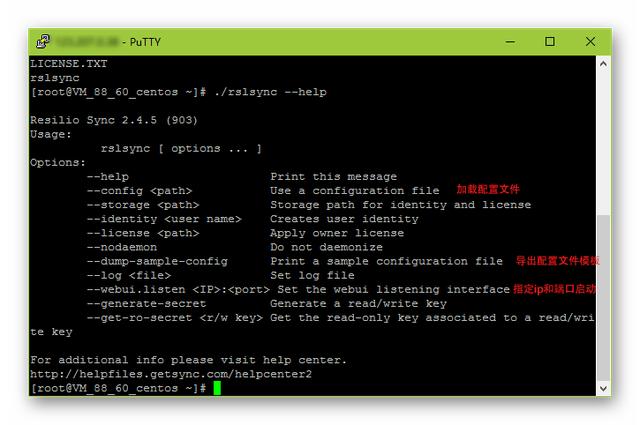 - PuTTY
LICENSE.TXT
rslsync
[root@VM_88_60_centos ~]# ./rslsync --help
Resilio Sync 2.4.5 (903)
Usage:
rslsync [ options ... ]
Options:
--help Print this message
--config <path> Use a configuration file 加载配置文件
--storage <path> Storage path for identity and license
--identity <user name> Creates user identity
--license <path> Apply owner license
--nodaemon Do not daemonize
--dump-sample-config Print a sample configuration file 导出配置文件模板
--log <file> Set log file
--webui.listen <IP>:<port> Set the webui listening interface 指定ip和端口启动
--generate-secret Generate a read/write key
--get-ro-secret <r/w key> Get the read-only key associated to a read/wri
te key
For additional info please visit help center.
http://helpfiles.getsync.com/helpcenter2
[root@VM_88_60_centos ~]#